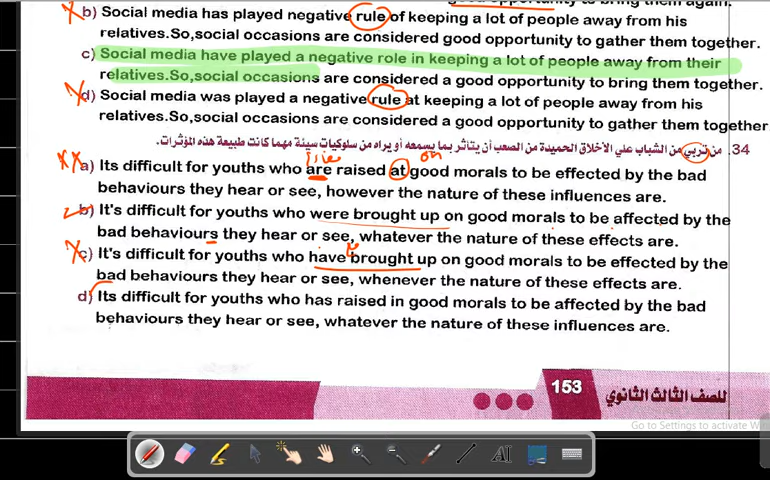 b) Social media has played negative rule of keeping a lot of people away from his
relatives.So,social occasions are considered good opportunity to gather them together.
c) Social media have played a negative role in keeping a lot of people away from their
relatives.So,social occasions are considered a good opportunity to bring them together.
d) Social media was played a negative rule at keeping a lot of people away from his
relatives.So,social occasions are considered a good opportunity to gather them together
34. من تربي من الشباب علي الأخلاق الحميدة من الصعب أن يتأثر بما يسمعه أو يراه من سلوكيات سيئة مهما كانت طبيعة هذه المؤثرات.
on
a) Its difficult for youths who are raised at good morals to be effected by the bad
behaviours they hear or see, however the nature of these influences are.
b) It's difficult for youths who were brought up on good morals to be affected by the
bad behaviours they hear or see, whatever the nature of these effects are.
c) It's difficult for youths who have brought up on good morals to be effected by the
bad behaviours they hear or see, whenever the nature of these effects are.
d) Its difficult for youths who has raised in good morals to be affected by the bad
behaviours they hear or see, whatever the nature of these influences are.
153
للصف الثالث الثانوي
Go to Settings to activate W
AI